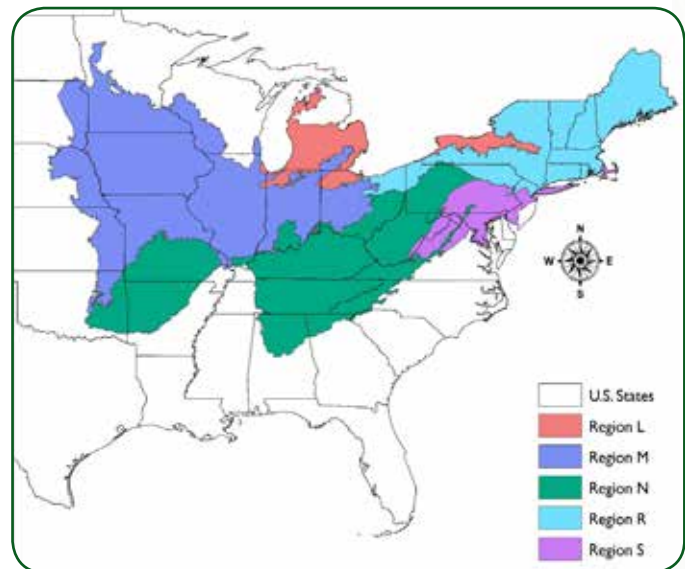 N
W E
S
U.S. States
Region L
Region M
Region N
Region R
Region S